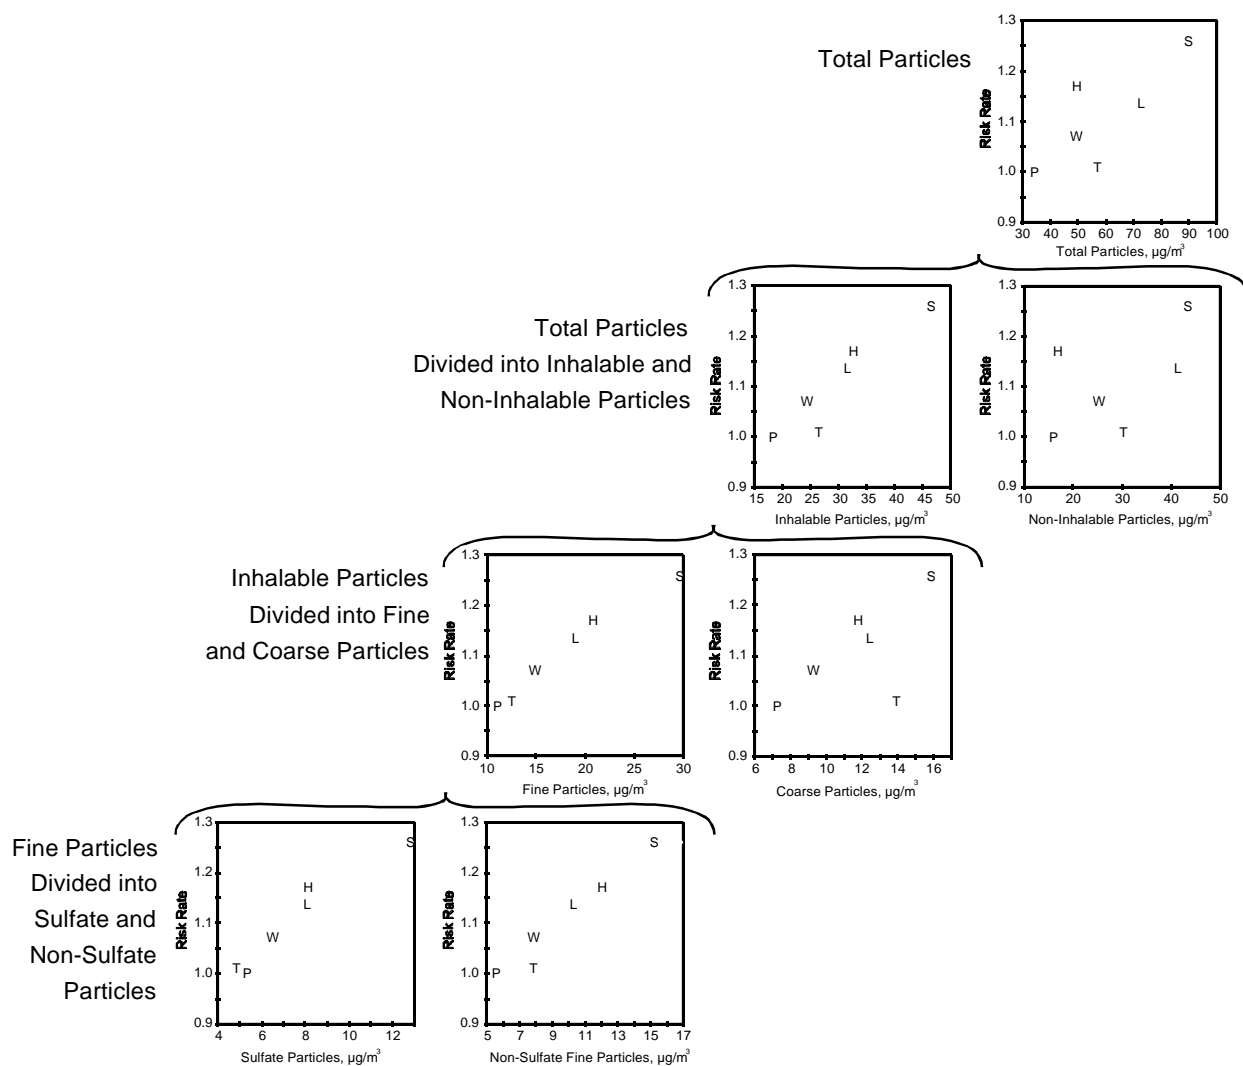 Total Particles
Risk Rate
1.3
1.2
1.1
1.0
0.9
S
H
L
W
T
P
30 40 50 60 70 80 90 100
Total Particles, µg/m³
Total Particles
Divided into Inhalable and
Non-Inhalable Particles
Risk Rate
1.3
1.2
1.1
1.0
0.9
S
H
L
W
T
P
15 20 25 30 35 40 45 50
Inhalable Particles, µg/m³
Risk Rate
1.3
1.2
1.1
1.0
0.9
S
H
L
W
T
P
10 20 30 40 50
Non-Inhalable Particles, µg/m³
Inhalable Particles
Divided into Fine
and Coarse Particles
Risk Rate
1.3
1.2
1.1
1.0
0.9
S
H
L
W
T
P
10 15 20 25 30
Fine Particles, µg/m³
Risk Rate
1.3
1.2
1.1
1.0
0.9
S
H
L
W
T
P
6 8 10 12 14 16
Coarse Particles, µg/m³
Fine Particles
Divided into
Sulfate and
Non-Sulfate
Particles
Risk Rate
1.3
1.2
1.1
1.0
0.9
S
H
L
W
T
P
4 6 8 10 12
Sulfate Particles, µg/m³
Risk Rate
1.3
1.2
1.1
1.0
0.9
S
H
L
W
T
P
5 7 9 11 13 15 17
Non-Sulfate Fine Particles, µg/m³